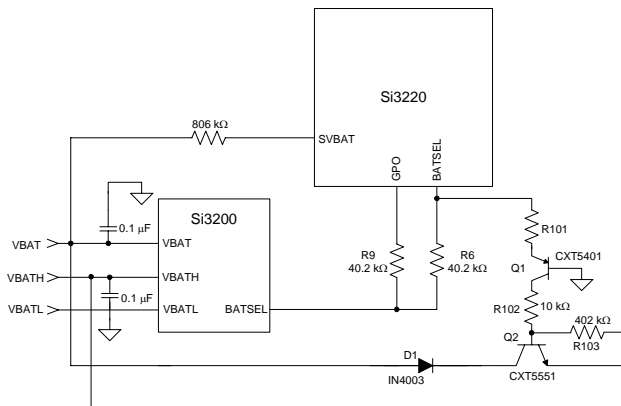 Si3220
806 kΩ
SVBAT
GPO
BATSEL
Si3200
0.1 µF
VBAT
VBAT
R101
R9
40.2 kΩ
R6
40.2 kΩ
Q1
CXT5401
VBATH
VBATH
0.1 µF
VBATL
VBATL
BATSEL
R102
10 kΩ
402 kΩ
R103
Q2
D1
IN4003
CXT5551